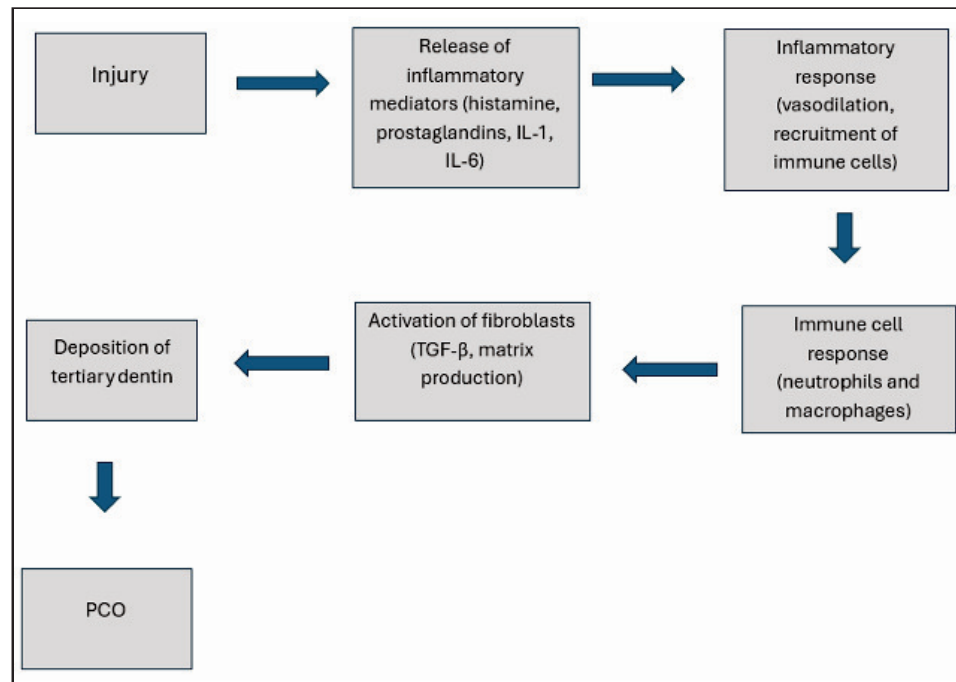 Injury
Release of
inflammatory
mediators (histamine,
prostaglandins, IL-1,
IL-6)
Inflammatory
response
(vasodilation,
recruitment of
immune cells)
Immune cell
response
(neutrophils and
macrophages)
Activation of fibroblasts
(TGF-β, matrix
production)
Deposition of
tertiary dentin
PCO